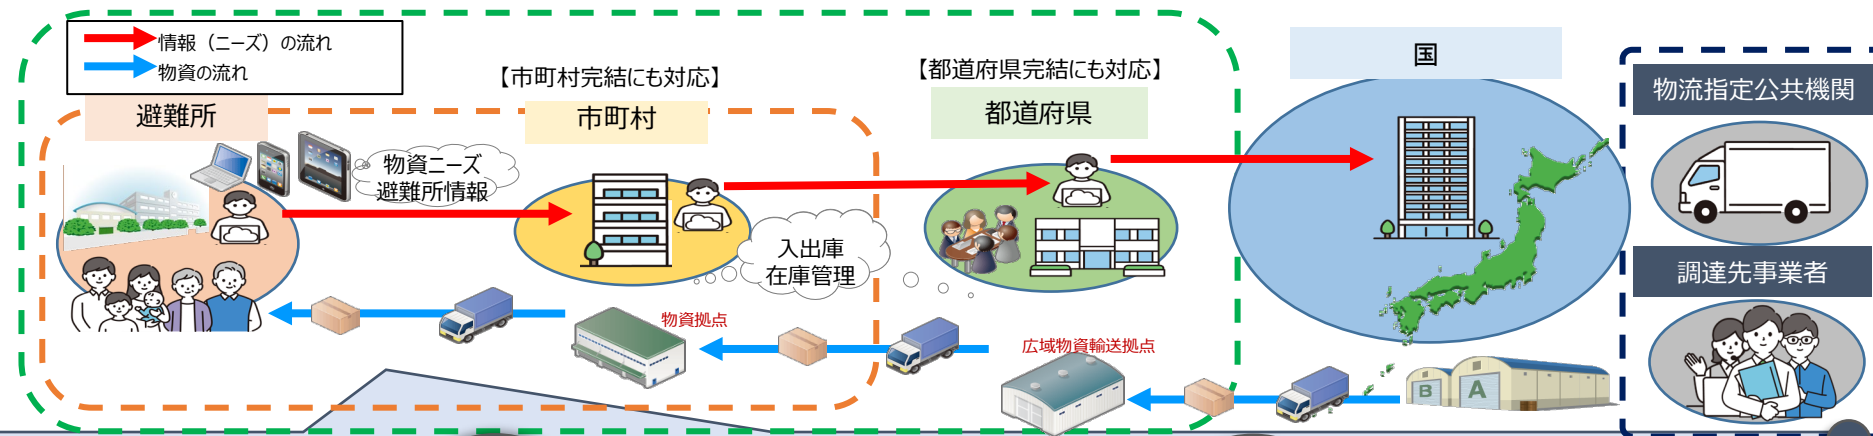 情報（ニーズ）の流れ
物資の流れ
【市町村完結にも対応】
【都道府県完結にも対応】
国
避難所
市町村
都道府県
物流指定公共機関
物資ニーズ
避難所情報
入出庫
在庫管理
調達先事業者
物資拠点
広域物資輸送拠点
B
A